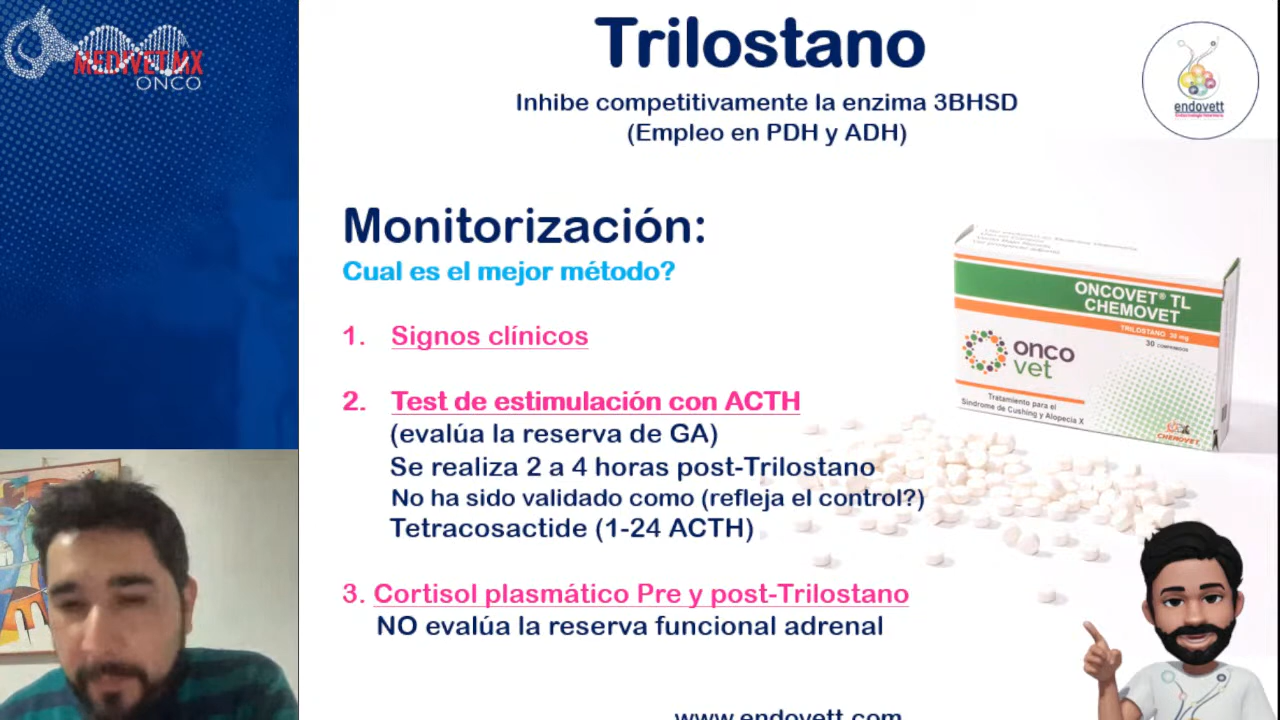 MEDIVET.MX
ONCO
Trilostano
Inhibe competitivamente la enzima 3BHSD
(Empleo en PDH y ADH)
endovett
Monitorización:
Cual es el mejor método?
1. Signos clínicos
2. Test de estimulación con ACTH
(evalúa la reserva de GA)
Se realiza 2 a 4 horas post-Trilostano
No ha sido validado como (refleja el control?)
Tetracosactide (1-24 ACTH)
3. Cortisol plasmático Pre y post-Trilostano
NO evalúa la reserva funcional adrenal
ONCOVET® TL
CHEMOVET
30 COMPRIMIDOS
onco
vet
Tratamiento para el
Sindrome de Cushing y Alopecia X
CHEMOVET
www.endovett.com